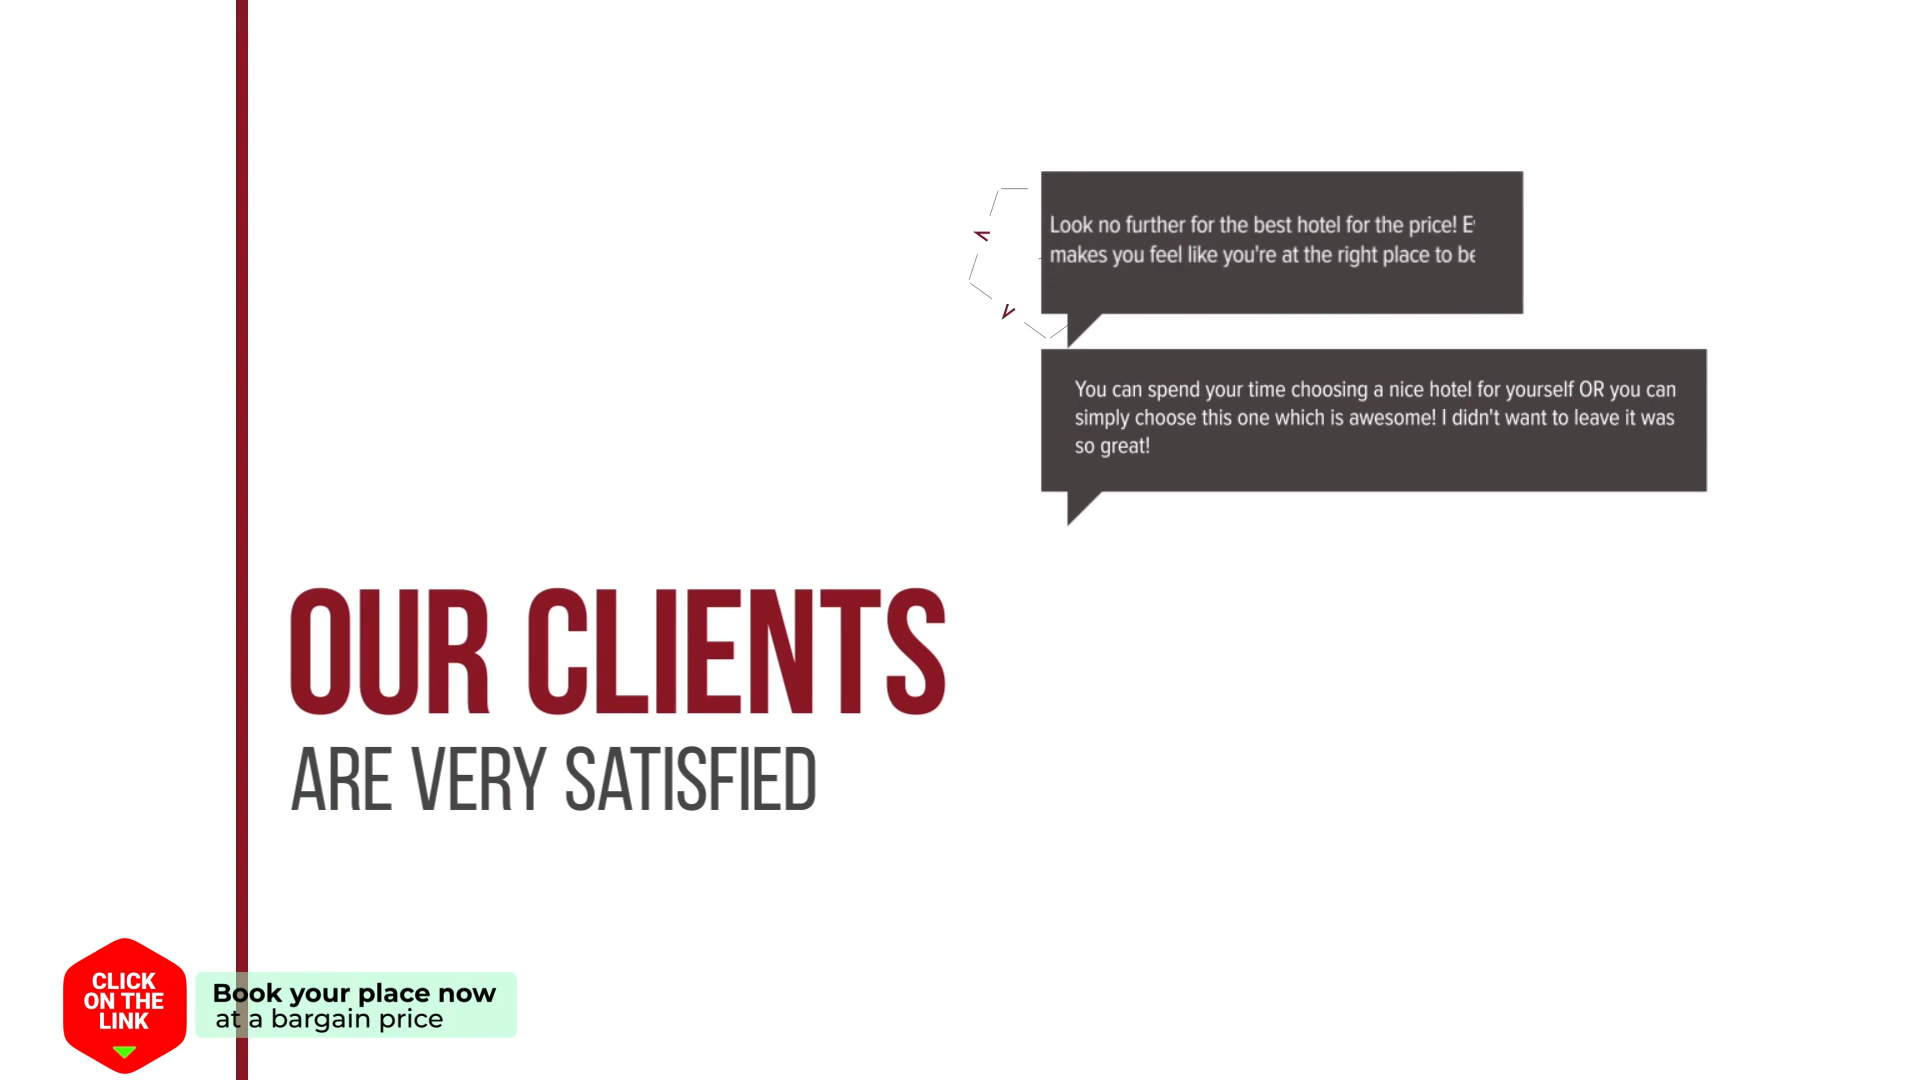 Look no further for the best hotel for the price!
makes you feel like you're at the right place to be
You can spend your time choosing a nice hotel for yourself OR you can
simply choose this one which is awesome! I didn't want to leave it was
so great!
OUR CLIENTS
ARE VERY SATISFIED
CLICK
ON THE
LINK
Book your place now
at a bargain price